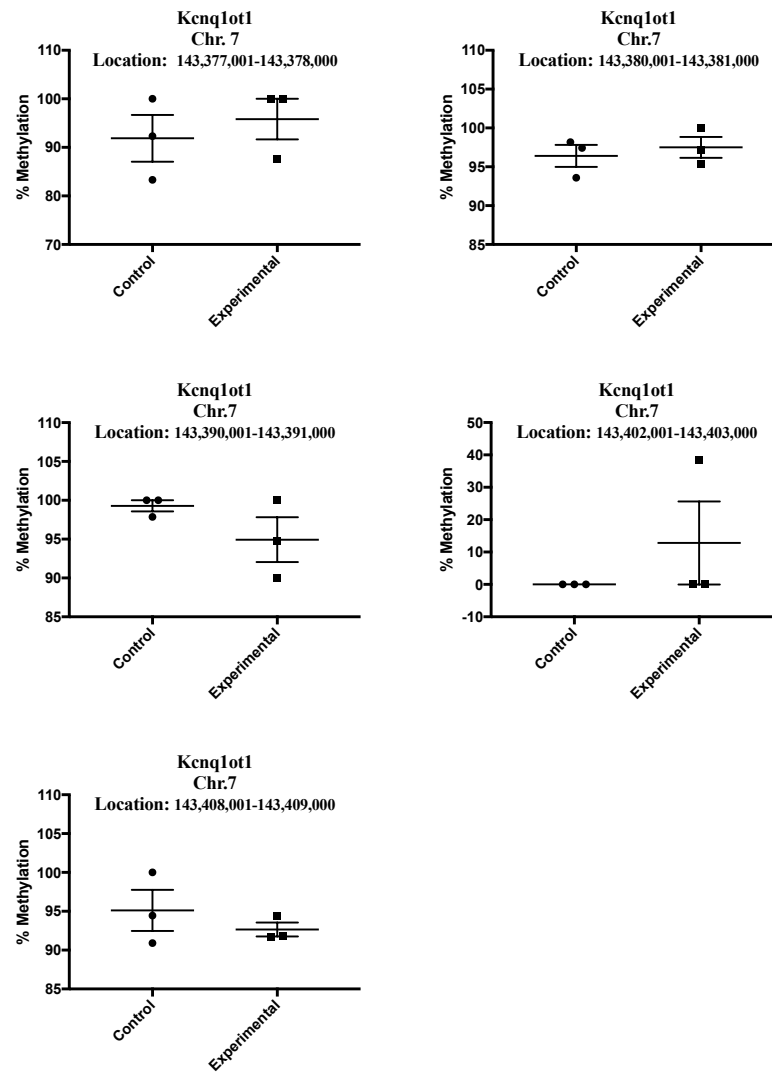 Kcnq1ot1
Chr. 7
Location: 143,377,001-143,378,000
110
100
90
80
70
% Methylation
Control
Experimental
Kcnq1ot1
Chr.7
Location: 143,380,001-143,381,000
110
105
100
95
90
85
% Methylation
Control
Experimental
Kcnq1ot1
Chr.7
Location: 143,390,001-143,391,000
110
105
100
95
90
85
% Methylation
Control
Experimental
Kcnq1ot1
Chr.7
Location: 143,402,001-143,403,000
50
40
30
20
10
0
-10
% Methylation
Control
Experimental
Kcnq1ot1
Chr.7
Location: 143,408,001-143,409,000
110
105
100
95
90
85
% Methylation
Control
Experimental